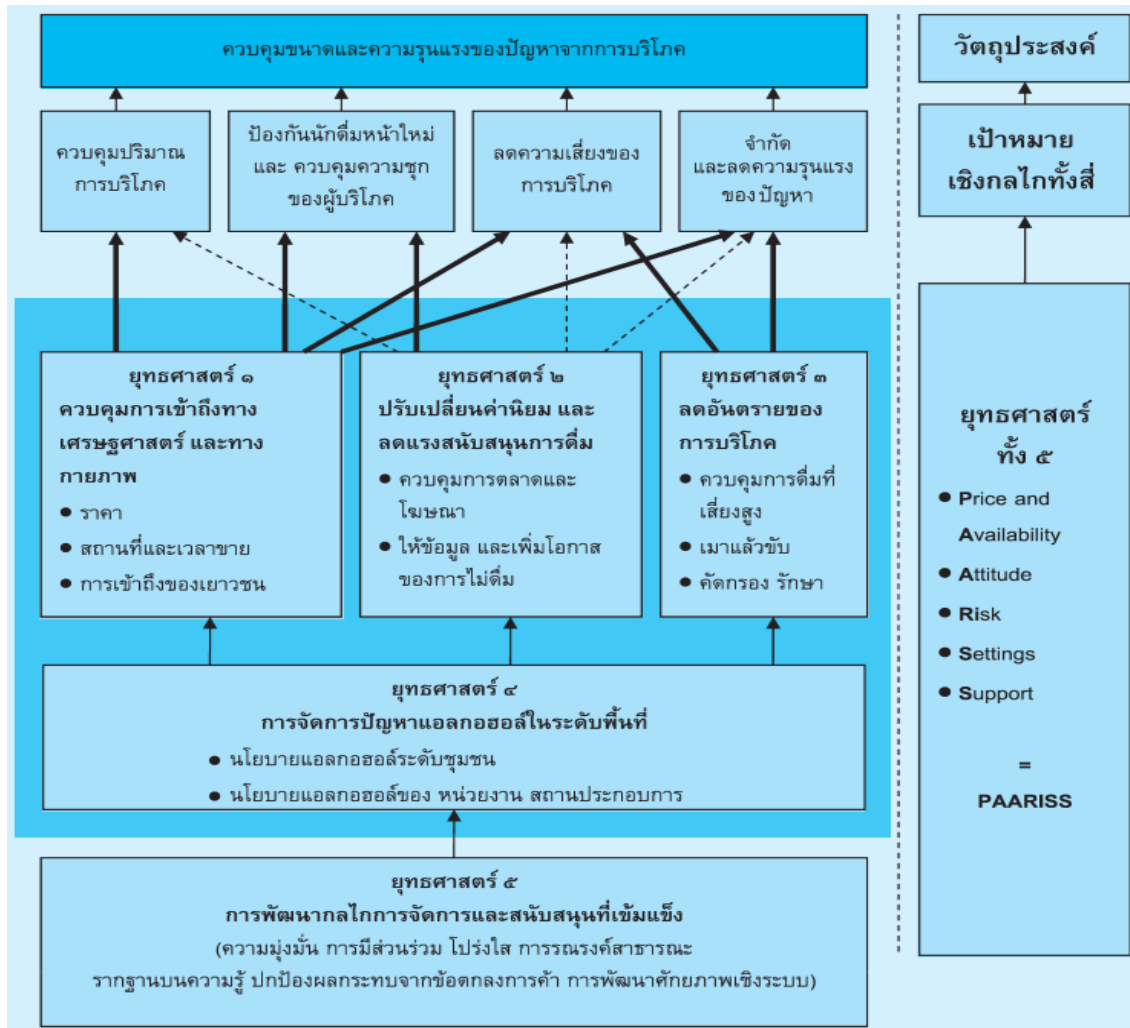 ควบคุมขนาดและความรุนแรงของปัญหาจากการบริโภค
ควบคุมปริมาณ
การบริโภค
ป้องกันนักดื่มหน้าใหม่
และ ควบคุมความชุก
ของผู้บริโภค
ลดความเสี่ยงของ
การบริโภค
จำกัด
และลดความรุนแรง
ของปัญหา
ยุทธศาสตร์ ๑
ควบคุมการเข้าถึงทาง
เศรษฐศาสตร์ และทาง
กายภาพ
● ราคา
● สถานที่และเวลาขาย
● การเข้าถึงของเยาวชน
ยุทธศาสตร์ ๒
ปรับเปลี่ยนค่านิยม และ
ลดแรงสนับสนุนการดื่ม
● ควบคุมการตลาดและ
โฆษณา
● ให้ข้อมูล และเพิ่มโอกาส
ของการไม่ดื่ม
ยุทธศาสตร์ ๓
ลดอันตรายของ
การบริโภค
● ควบคุมการดื่มที่
เสี่ยงสูง
● เมาแล้วขับ
● คัดกรอง รักษา
ยุทธศาสตร์ ๔
การจัดการปัญหาแอลกอฮอล์ในระดับพื้นที่
● นโยบายแอลกอฮอล์ระดับชุมชน
● นโยบายแอลกอฮอล์ของ หน่วยงาน สถานประกอบการ
ยุทธศาสตร์ ๕
การพัฒนากลไกการจัดการและสนับสนุนที่เข้มแข็ง
(ความมุ่งมั่น การมีส่วนร่วม โปร่งใส การรณรงค์สาธารณะ
รากฐานบนความรู้ ปกป้องผลกระทบจากข้อตกลงการค้า การพัฒนาศักยภาพเชิงระบบ)
วัตถุประสงค์
เป้าหมาย
เชิงกลไกทั้งสี่
ยุทธศาสตร์
ทั้ง ๕
● Price and
Availability
● Attitude
● Risk
● Settings
● Support
=
PAARISS